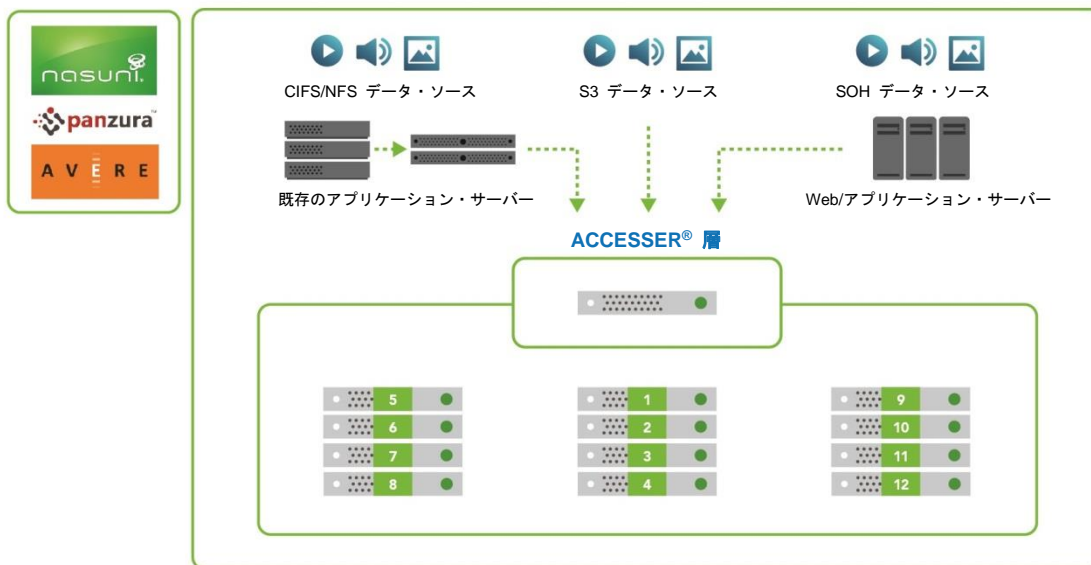 nasuni.
panzura™
AVERE
CIFS/NFS データ・ソース
S3 データ・ソース
SOH データ・ソース
既存のアプリケーション・サーバー
Web/アプリケーション・サーバー
ACCESSER® 層
5
6
7
8
1
2
3
4
9
10
11
12